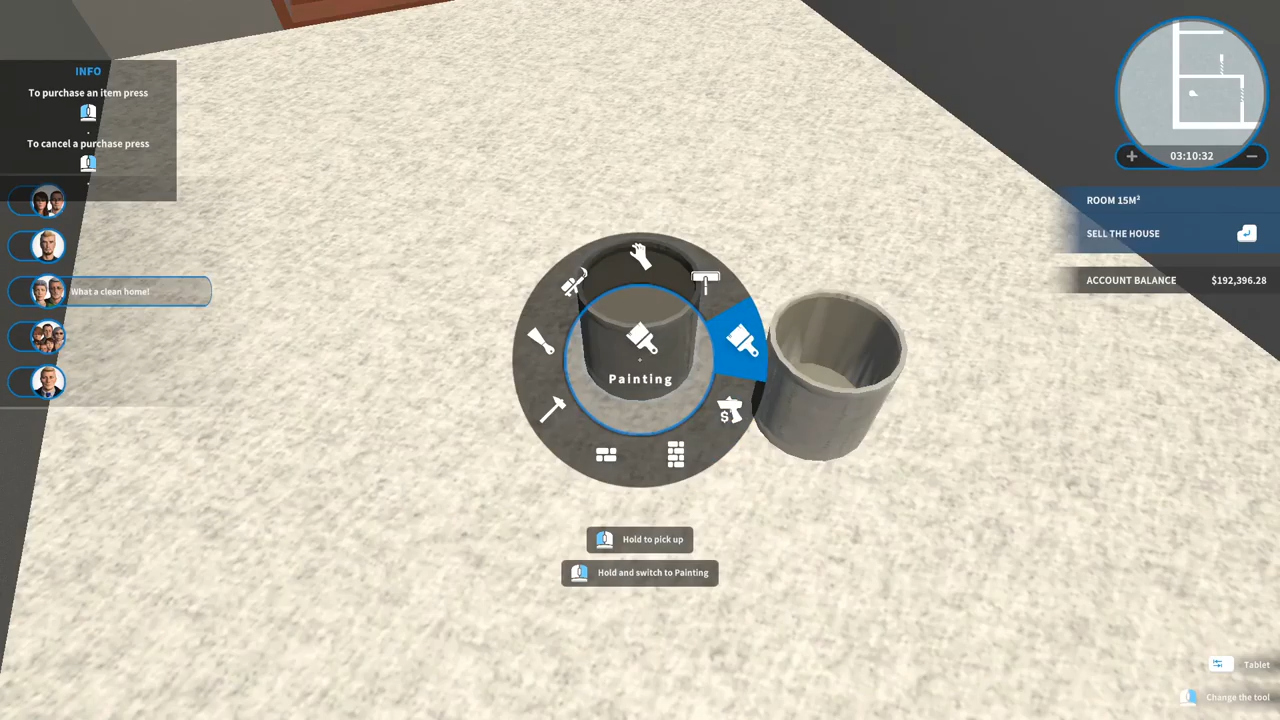 INFO
To purchase an item press
.
To cancel a purchase press
What a clean home!
Painting
$
Hold to pick up
Hold and switch to Painting
+ 03:10:32 −
ROOM 15M²
SELL THE HOUSE
ACCOUNT BALANCE $192,396.28
Tablet
Change the tool